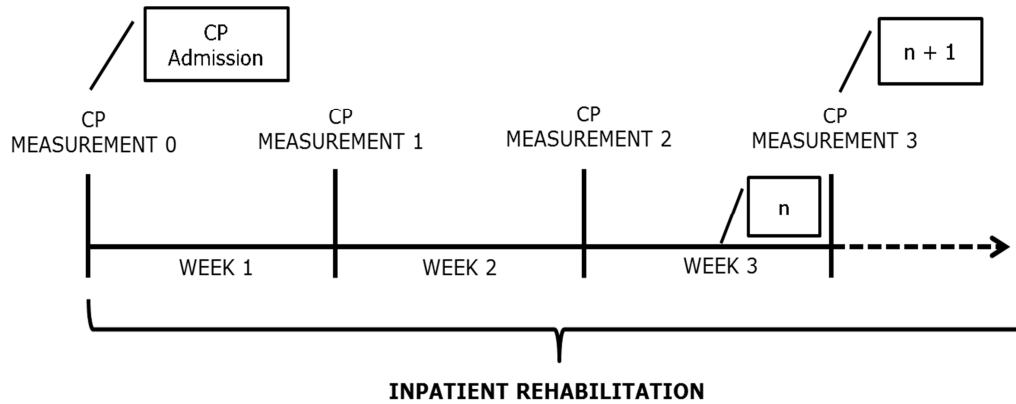 CP
Admission
n + 1
CP
MEASUREMENT 0
CP
MEASUREMENT 1
CP
MEASUREMENT 2
CP
MEASUREMENT 3
n
WEEK 1
WEEK 2
WEEK 3
INPATIENT REHABILITATION